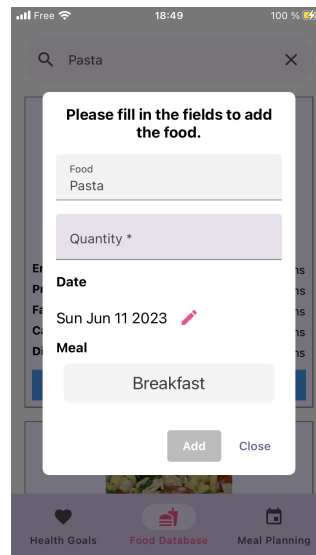 Free 18:49 100 %
Pasta
Please fill in the fields to add
the food.
Food
Pasta
Quantity *
Date
Sun Jun 11 2023
Meal
Breakfast
Add Close
Health Goals Food Database Meal Planning